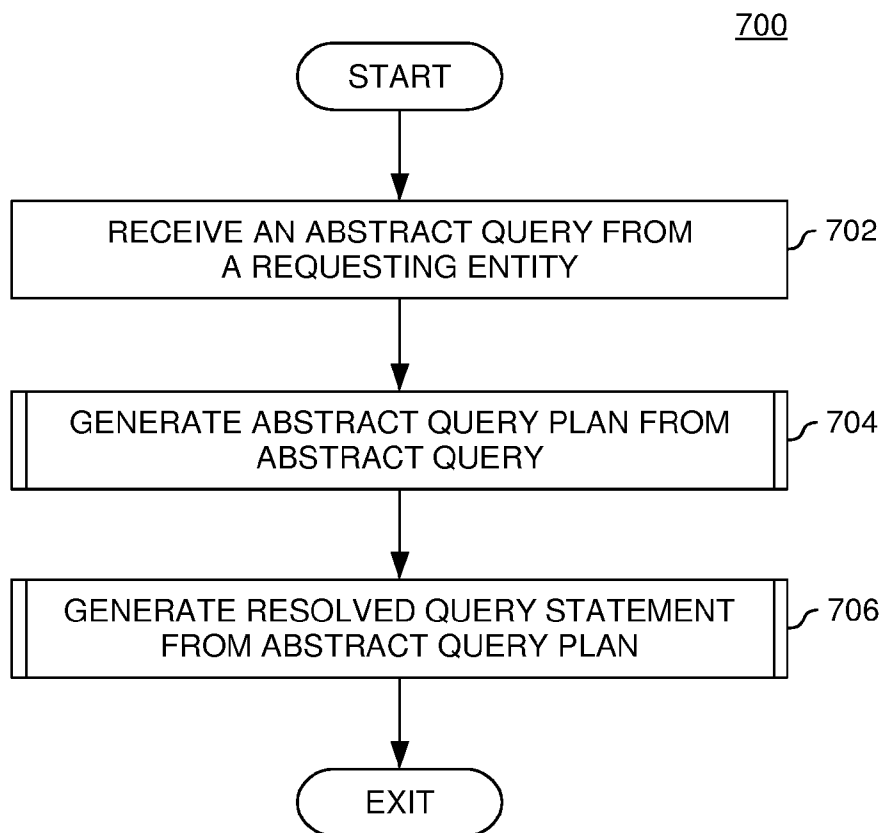 700
START
RECEIVE AN ABSTRACT QUERY FROM
A REQUESTING ENTITY
702
GENERATE ABSTRACT QUERY PLAN FROM
ABSTRACT QUERY
704
GENERATE RESOLVED QUERY STATEMENT
FROM ABSTRACT QUERY PLAN
706
EXIT